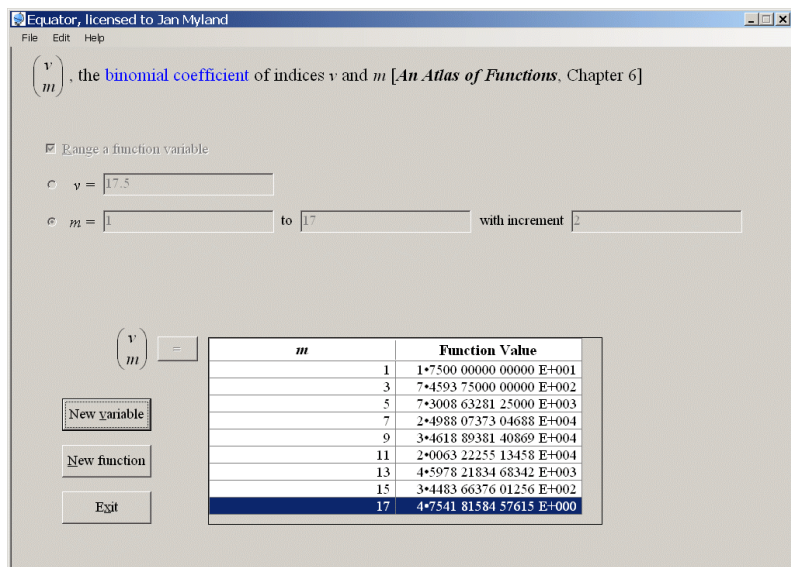 Equator, licensed to Jan Myland
File Edit Help
(v m) , the binomial coefficient of indices v and m [An Atlas of Functions, Chapter 6]
Range a function variable
v = 17.5
m = 1 to 17 with increment 2
(v m) =
m Function Value
1 1•7500 00000 00000 E+001
3 7•4593 75000 00000 E+002
5 7•3008 63281 25000 E+003
7 2•4988 07373 04688 E+004
9 3•4618 89381 40869 E+004
11 2•0063 22255 13458 E+004
13 4•5978 21834 68342 E+003
15 3•4483 66376 01256 E+002
17 4•7541 81584 57615 E+000
New variable
New function
Exit